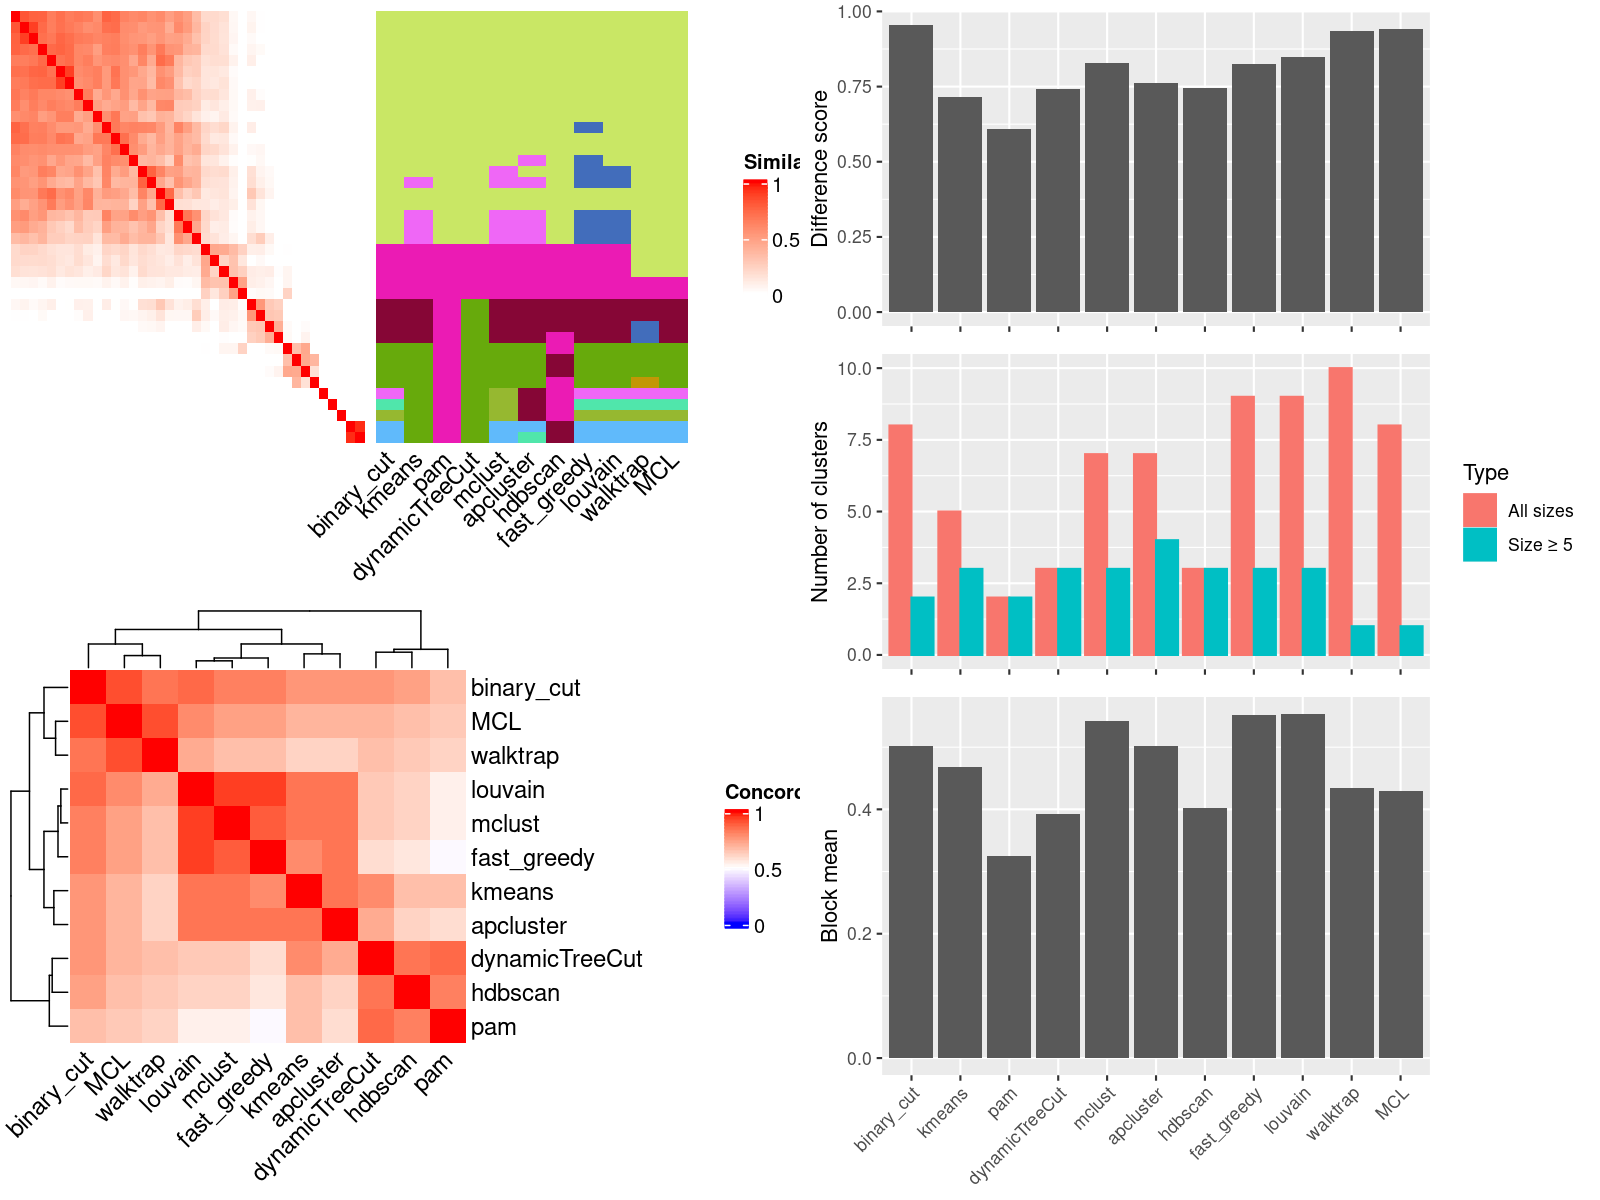 Simila
1
0.5
0
binary_cut
kmeans
pam
dynamicTreeCut
mclust
apcluster
hdbscan
fast_greedy
louvain
walktrap
MCL
binary_cut
MCL
walktrap
louvain
mclust
fast_greedy
kmeans
apcluster
dynamicTreeCut
hdbscan
pam
binary_cut
MCL
walktrap
louvain
mclust
fast_greedy
kmeans
apcluster
dynamicTreeCut
hdbscan
pam
Concord
1
0.5
0
Difference score
1.00
0.75
0.50
0.25
0.00
Number of clusters
10.0
7.5
5.0
2.5
0.0
Type
All sizes
Size ≥ 5
Block mean
0.4
0.2
0.0
binary_cut
kmeans
pam
dynamicTreeCut
mclust
apcluster
hdbscan
fast_greedy
louvain
walktrap
MCL